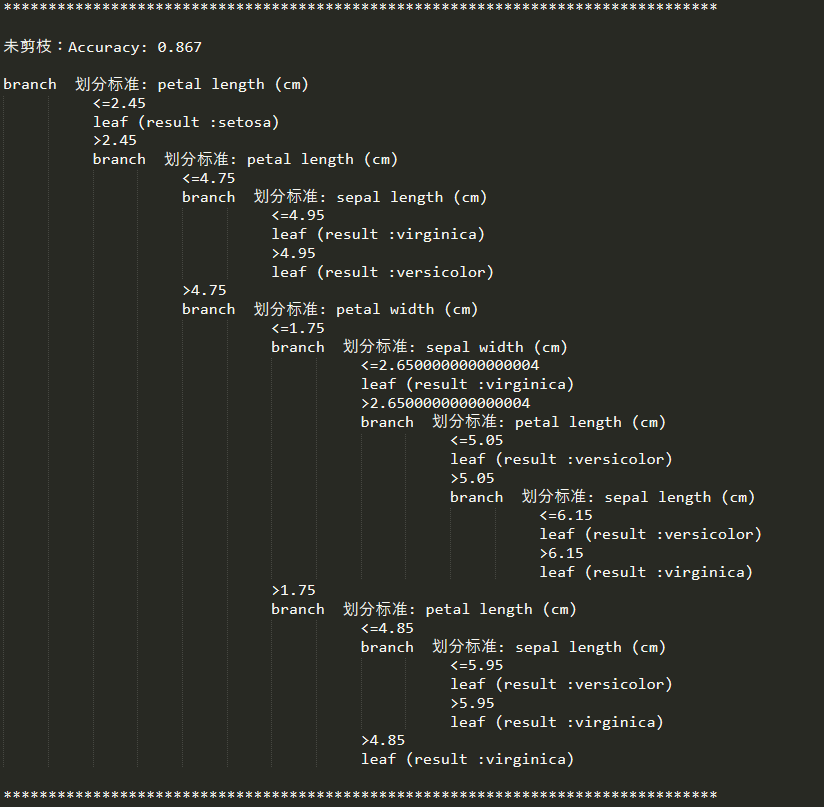 ********************************************************************************
未剪枝：Accuracy: 0.867
branch  划分标准: petal length (cm)
<=2.45
leaf (result :setosa)
>2.45
branch  划分标准: petal length (cm)
<=4.75
branch  划分标准: sepal length (cm)
<=4.95
leaf (result :virginica)
>4.95
leaf (result :versicolor)
>4.75
branch  划分标准: petal width (cm)
<=1.75
branch  划分标准: sepal width (cm)
<=2.6500000000000004
leaf (result :virginica)
>2.6500000000000004
branch  划分标准: petal length (cm)
<=5.05
leaf (result :versicolor)
>5.05
branch  划分标准: sepal length (cm)
<=6.15
leaf (result :versicolor)
>6.15
leaf (result :virginica)
>1.75
branch  划分标准: petal length (cm)
<=4.85
branch  划分标准: sepal length (cm)
<=5.95
leaf (result :versicolor)
>5.95
leaf (result :virginica)
>4.85
leaf (result :virginica)
********************************************************************************